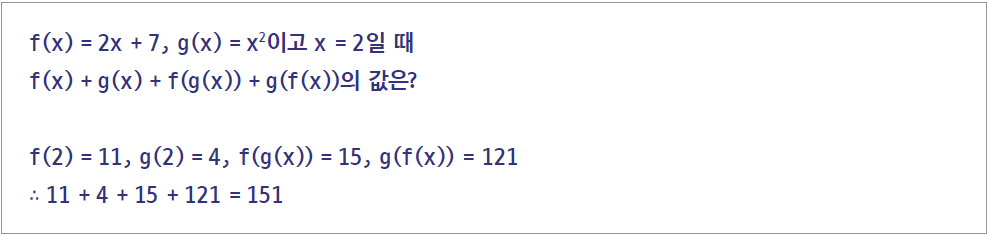 f(x) = 2x + 7, g(x) = x²이고 x = 2일 때
f(x) + g(x) + f(g(x)) + g(f(x))의 값은?
f(2) = 11, g(2) = 4, f(g(x)) = 15, g(f(x)) = 121
∴ 11 + 4 + 15 + 121 = 151